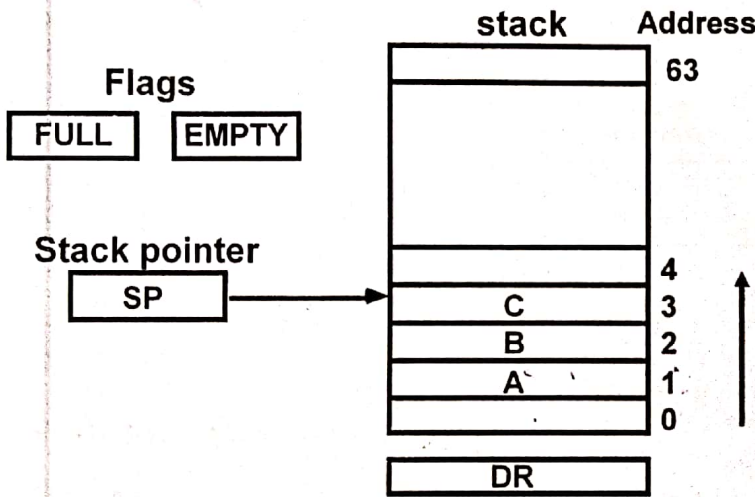 stack Address
63
Flags
FULL EMPTY
Stack pointer
4
SP
C 3
B 2
A 1
0
DR